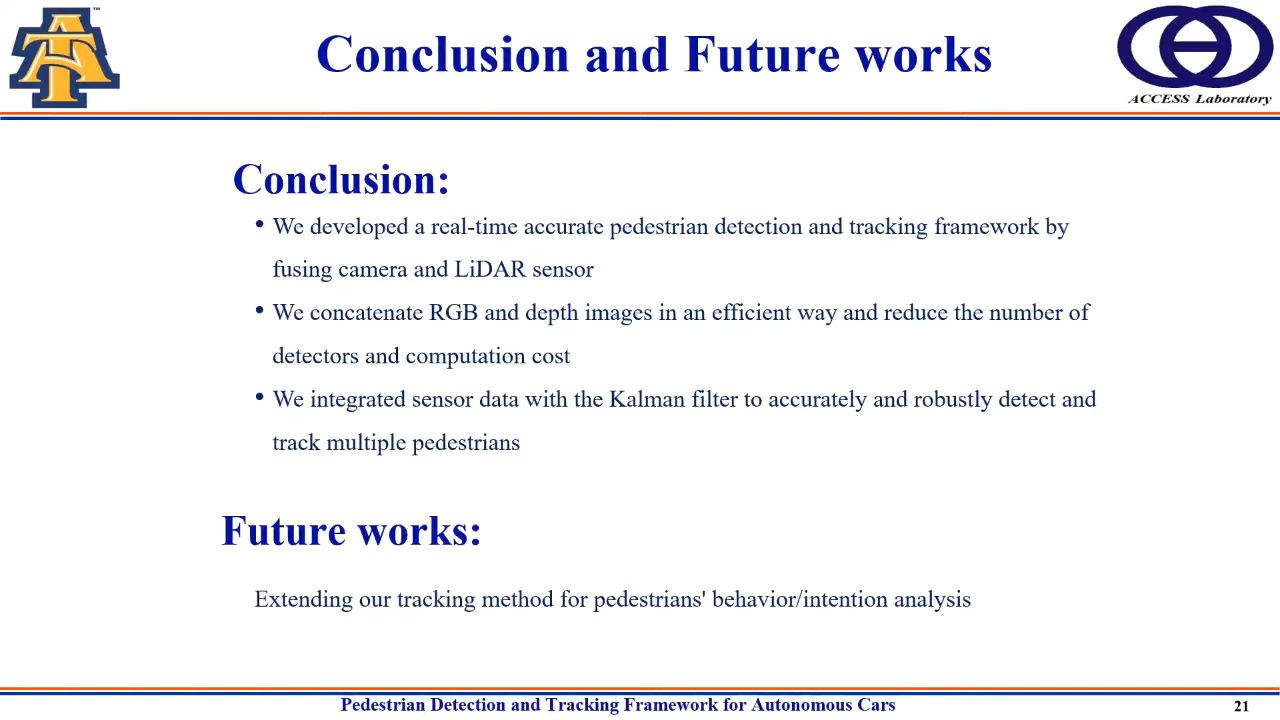 Conclusion and Future works
AT
™
ACCESS Laboratory
Conclusion:
• We developed a real-time accurate pedestrian detection and tracking framework by
fusing camera and LiDAR sensor
• We concatenate RGB and depth images in an efficient way and reduce the number of
detectors and computation cost
• We integrated sensor data with the Kalman filter to accurately and robustly detect and
track multiple pedestrians
Future works:
Extending our tracking method for pedestrians' behavior/intention analysis
Pedestrian Detection and Tracking Framework for Autonomous Cars
21